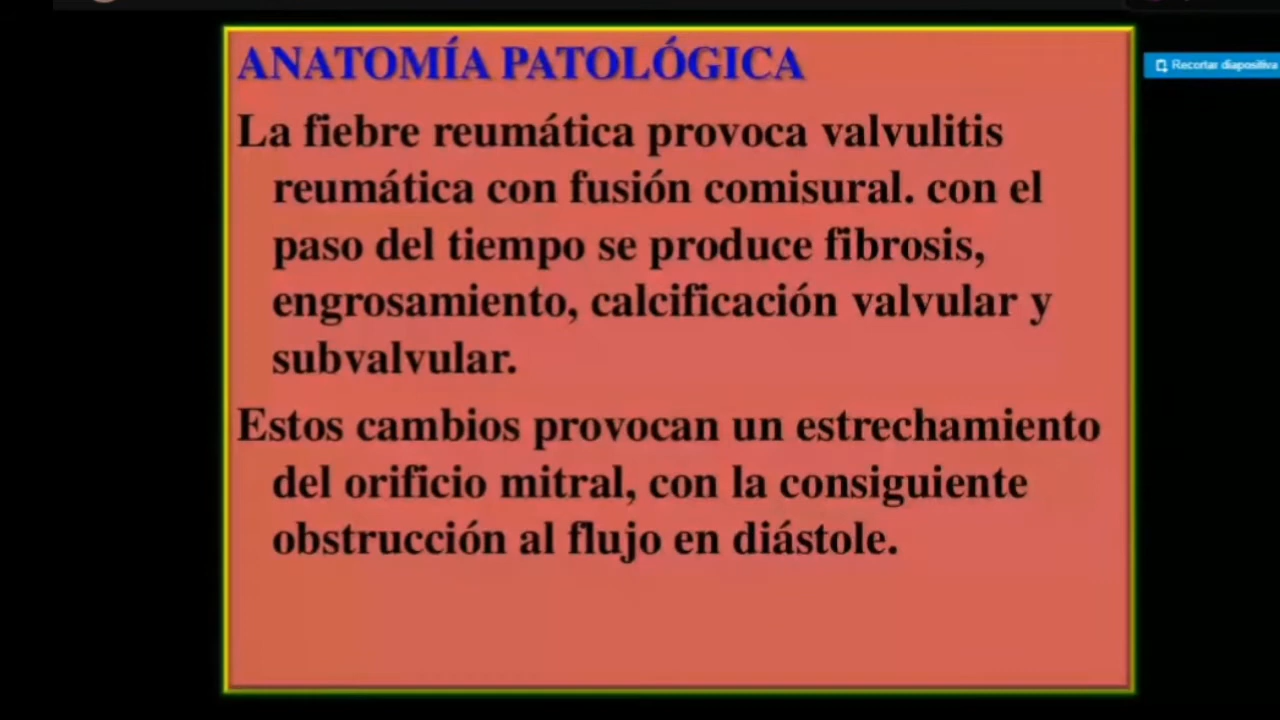 ANATOMÍA PATOLÓGICA
Recortar diapositiva
La fiebre reumática provoca valvulitis
reumática con fusión comisural. con el
paso del tiempo se produce fibrosis,
engrosamiento, calcificación valvular y
subvalvular.
Estos cambios provocan un estrechamiento
del orificio mitral, con la consiguiente
obstrucción al flujo en diástole.